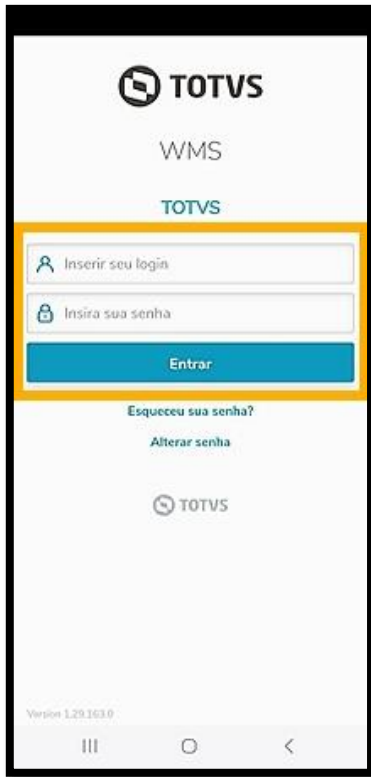 TOTVS
WMS
TOTVS
Inserir seu login
Insira sua senha
Entrar
Esqueceu sua senha?
Alterar senha
TOTVS
Version 1.29.163.0